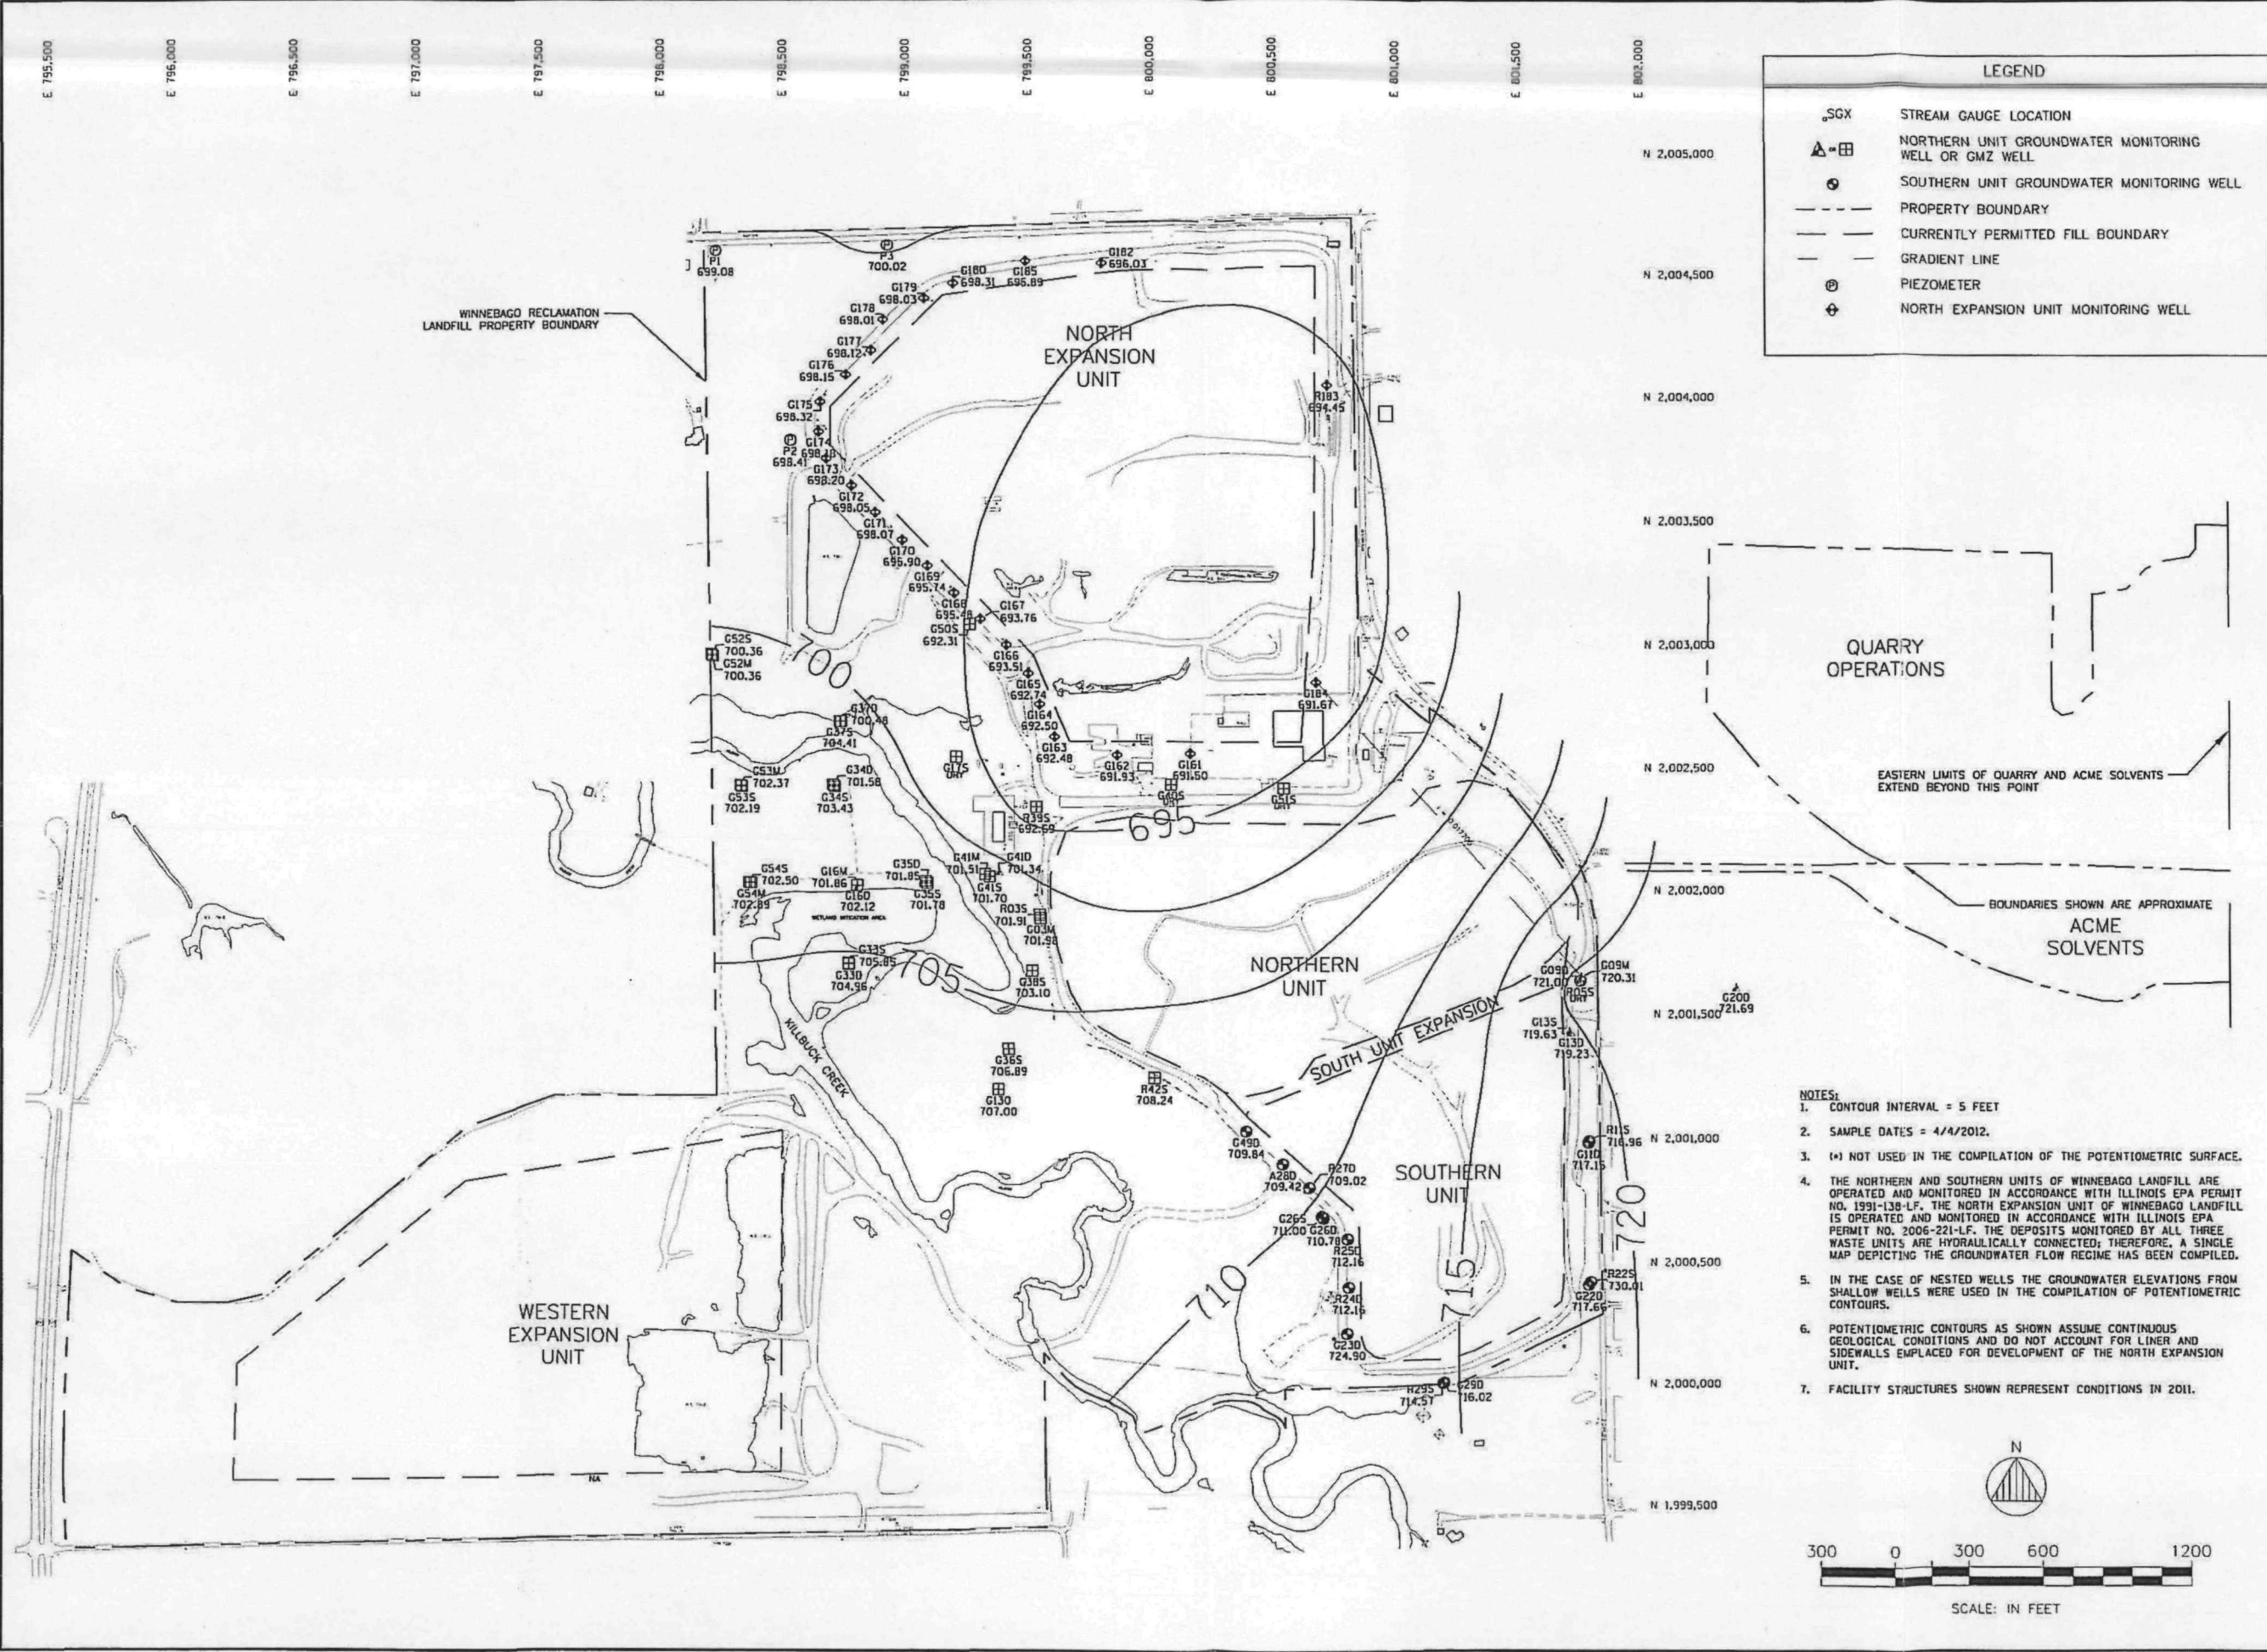 E 795,500
E 796,000
E 796,500
E 797,000
E 797,500
E 798,000
E 798,500
E 799,000
E 799,500
E 800,000
E 800,500
E 801,000
E 801,500
E 802,000
LEGEND
SGX STREAM GAUGE LOCATION
OR NORTHERN UNIT GROUNDWATER MONITORING
WELL OR GMZ WELL
SOUTHERN UNIT GROUNDWATER MONITORING WELL
PROPERTY BOUNDARY
CURRENTLY PERMITTED FILL BOUNDARY
GRADIENT LINE
P PIEZOMETER
NORTH EXPANSION UNIT MONITORING WELL
N 2,005,000
N 2,004,500
N 2,004,000
N 2,003,500
N 2,003,000
N 2,002,500
N 2,002,000
N 2,001,500
N 2,001,000
N 2,000,500
N 2,000,000
N 1,999,500
WINNEBAGO RECLAMATION
LANDFILL PROPERTY BOUNDARY
P
P1
699.08
P
P3
700.02
G180
698.31
G185
G182
696.03
G179
698.03
G178
698.01
G177
698.12
G176
698.15
G175
698.32
G174
698.18
P
P2
698.41
G173
698.20
G172
698.05
G171
698.07
G170
G169
695.74
G168
G167
693.76
G50S
692.31
G166
693.51
G165
692.74
G164
692.50
G163
692.48
G162
691.93
G161
691.50
R183
694.45
G184
691.67
NORTH
EXPANSION
UNIT
G52S
700.36
G52M
700.36
700
G37D
700.48
G37S
704.41
G53M
702.37
G53S
702.19
G34D
701.58
G34S
703.43
G17S
DRY
G40S
DRY
G51S
DRY
R39S
692.69
695
G54S
702.50
G54M
702.89
G16M
701.86
G16D
702.12
G35D
701.85
G35S
701.78
G41M
701.51
G41D
701.34
G41S
701.70
R03S
701.91
G03M
701.98
WETLAND MITIGATION AREA
G33S
705.85
G33D
704.96
705
G38S
703.10
KILLBUCK CREEK
G36S
706.89
G13O
707.00
R42S
708.24
NORTHERN
UNIT
SOUTH UNIT EXPANSION
G09D
721.00
G09M
720.31
R05S
DRY
G20D
721.69
G13S
719.63
G13D
719.23
R11S
716.96
G11D
717.15
SOUTHERN
UNIT
G49D
709.84
A28D
709.42
R27D
709.02
G26S
711.00
G26D
710.78
R25D
712.16
R24D
712.16
G23D
724.90
R22S
730.01
G22D
717.66
R29S
714.57
G29D
716.02
710
715
720
WESTERN
EXPANSION
UNIT
NA
QUARRY
OPERATIONS
EASTERN LIMITS OF QUARRY AND ACME SOLVENTS
EXTEND BEYOND THIS POINT
BOUNDARIES SHOWN ARE APPROXIMATE
ACME
SOLVENTS
NOTES:
1. CONTOUR INTERVAL = 5 FEET
2. SAMPLE DATES = 4/4/2012.
3. (*) NOT USED IN THE COMPILATION OF THE POTENTIOMETRIC SURFACE.
4. THE NORTHERN AND SOUTHERN UNITS OF WINNEBAGO LANDFILL ARE
OPERATED AND MONITORED IN ACCORDANCE WITH ILLINOIS EPA PERMIT
NO. 1991-138-LF. THE NORTH EXPANSION UNIT OF WINNEBAGO LANDFILL
IS OPERATED AND MONITORED IN ACCORDANCE WITH ILLINOIS EPA
PERMIT NO. 2006-221-LF. THE DEPOSITS MONITORED BY ALL THREE
WASTE UNITS ARE HYDRAULICALLY CONNECTED; THEREFORE, A SINGLE
MAP DEPICTING THE GROUNDWATER FLOW REGIME HAS BEEN COMPILED.
5. IN THE CASE OF NESTED WELLS THE GROUNDWATER ELEVATIONS FROM
SHALLOW WELLS WERE USED IN THE COMPILATION OF POTENTIOMETRIC
CONTOURS.
6. POTENTIOMETRIC CONTOURS AS SHOWN ASSUME CONTINUOUS
GEOLOGICAL CONDITIONS AND DO NOT ACCOUNT FOR LINER AND
SIDEWALLS EMPLACED FOR DEVELOPMENT OF THE NORTH EXPANSION
UNIT.
7. FACILITY STRUCTURES SHOWN REPRESENT CONDITIONS IN 2011.
N
300 0 300 600 1200
SCALE: IN FEET